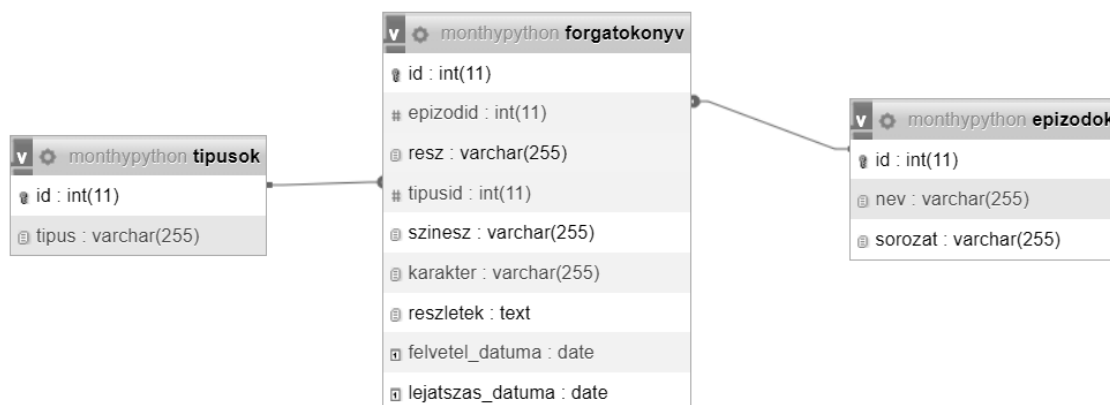 monthypython tipusok
id : int(11)
tipus : varchar(255)
monthypython forgatokonyv
id : int(11)
epizodid : int(11)
resz : varchar(255)
tipusid : int(11)
szinesz : varchar(255)
karakter : varchar(255)
reszletek : text
felvetel_datuma : date
lejatszas_datuma : date
monthypython epizodok
id : int(11)
nev : varchar(255)
sorozat : varchar(255)